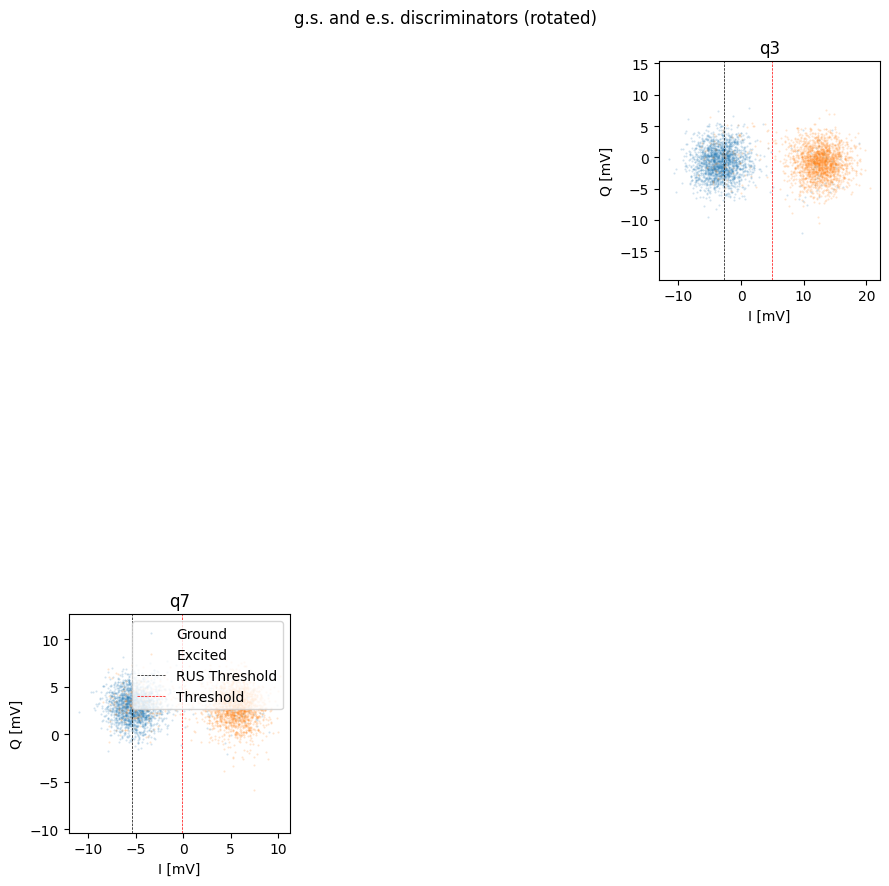 g.s. and e.s. discriminators (rotated)
q3
15
10
5
0
−5
−10
−15
Q [mV]
−10 0 10 20
I [mV]
q7
Ground
Excited
RUS Threshold
Threshold
10
5
0
−5
−10
Q [mV]
−10 −5 0 5 10
I [mV]